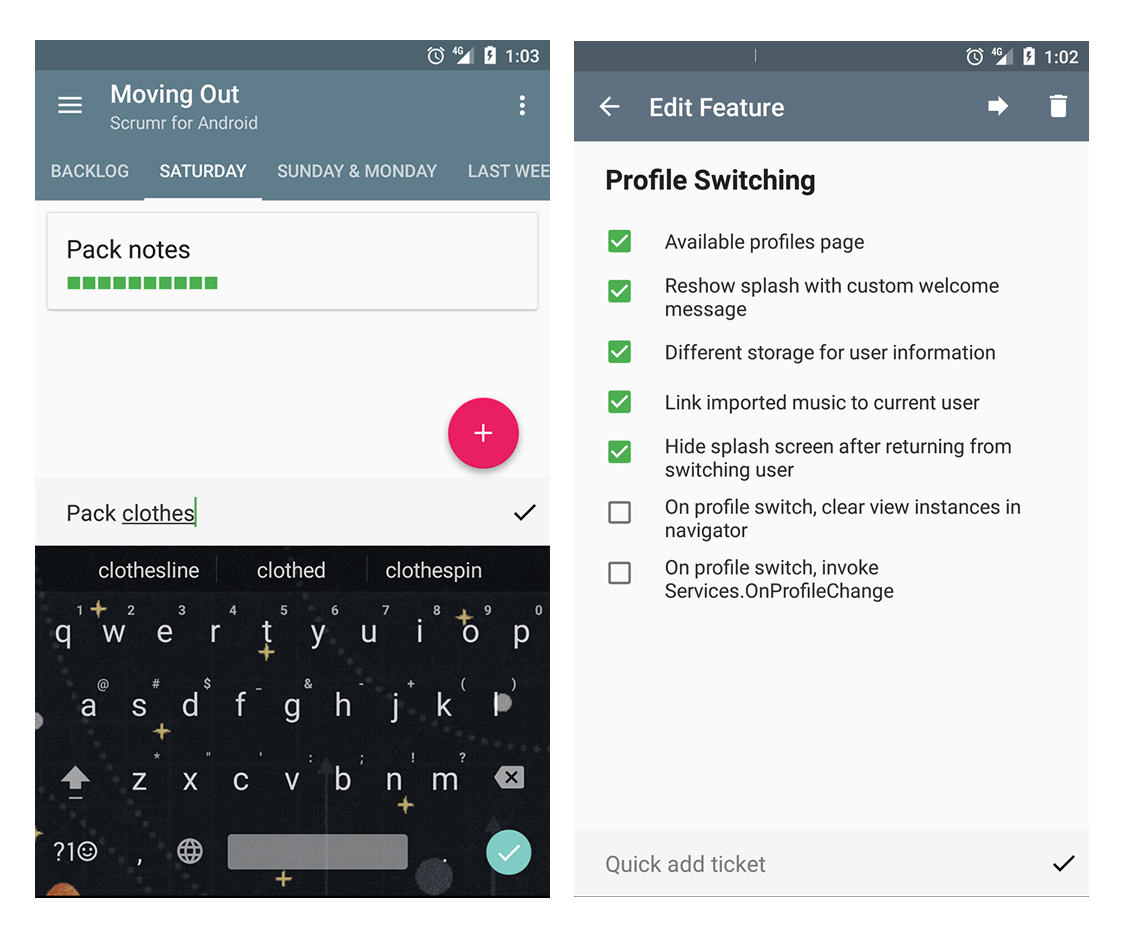 4G 1:03
Moving Out
Scrumr for Android
BACKLOG SATURDAY SUNDAY & MONDAY LAST WEE
Pack notes
+
Pack clothes
clothesline clothed clothespin
1 2 3 4 5 6 7 8 9 0
q w e r t y u i o p
@ # $ _ & - + ( )
a s d f g h j k l
* " ' : ; ! ?
z x c v b n m
?1☺ , .
4G 1:02
Edit Feature
Profile Switching
Available profiles page
Reshow splash with custom welcome
message
Different storage for user information
Link imported music to current user
Hide splash screen after returning from
switching user
On profile switch, clear view instances in
navigator
On profile switch, invoke
Services.OnProfileChange
Quick add ticket